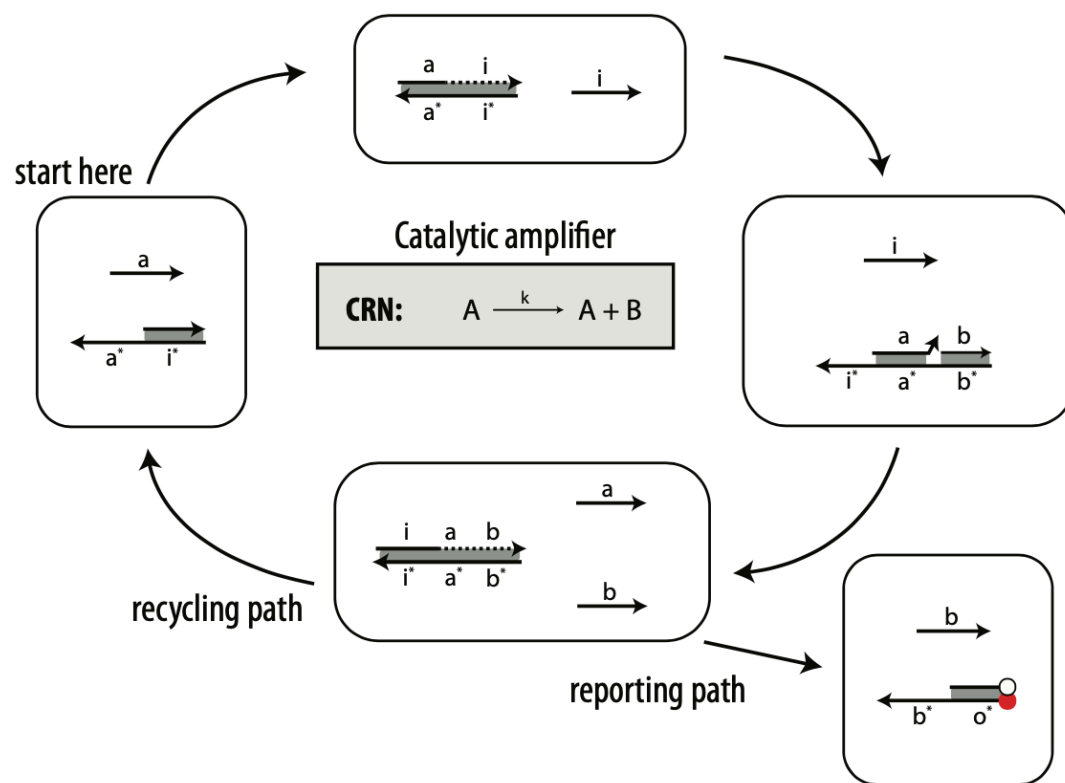 a i
a* i*
i
start here
a
a* i*
Catalytic amplifier
CRN: A k A + B
i
a b
i* a* b*
i a b
i* a* b*
a
b
recycling path
reporting path
b
b* o*